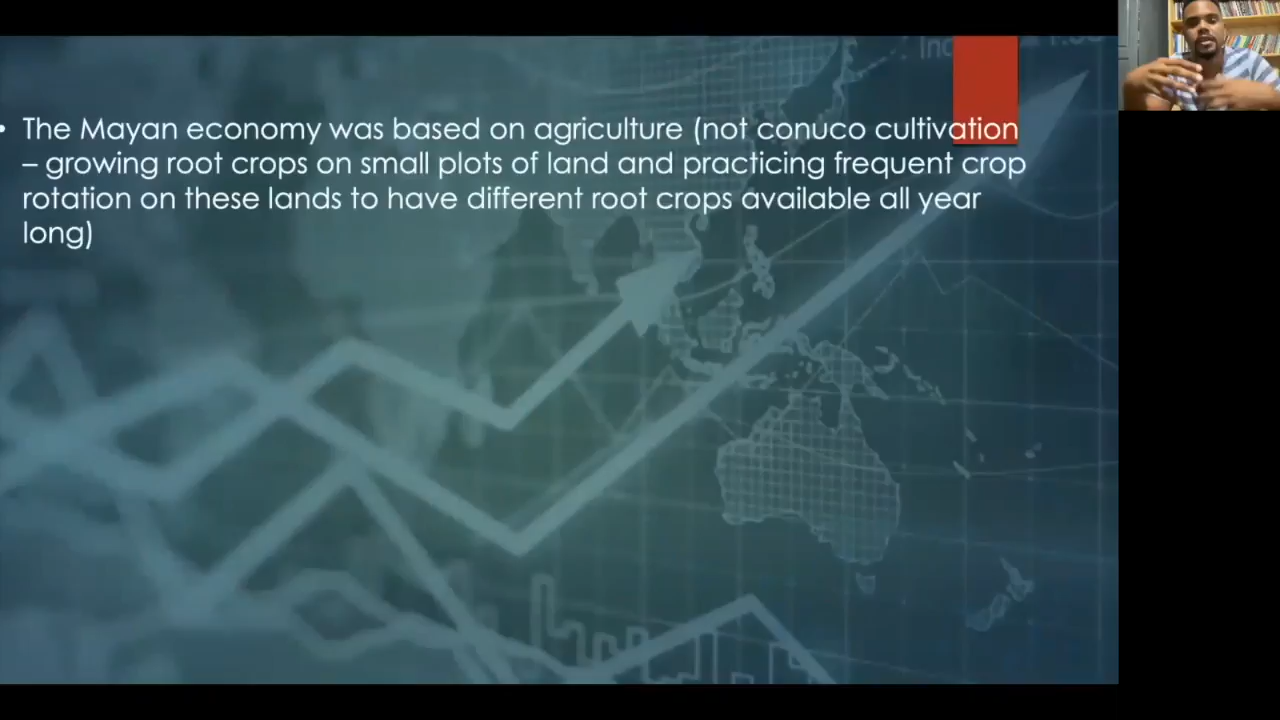 • The Mayan economy was based on agriculture (not conuco cultivation
– growing root crops on small plots of land and practicing frequent crop
rotation on these lands to have different root crops available all year
long)